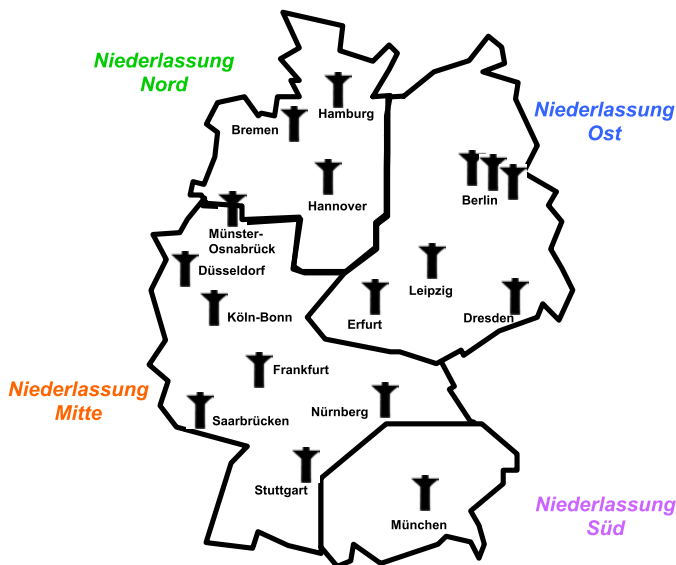 Niederlassung
Nord
Hamburg
Bremen
Niederlassung
Ost
Berlin
Hannover
Münster-
Osnabrück
Düsseldorf
Leipzig
Köln-Bonn
Erfurt
Dresden
Frankfurt
Niederlassung
Mitte
Nürnberg
Saarbrücken
Stuttgart
Niederlassung
Süd
München